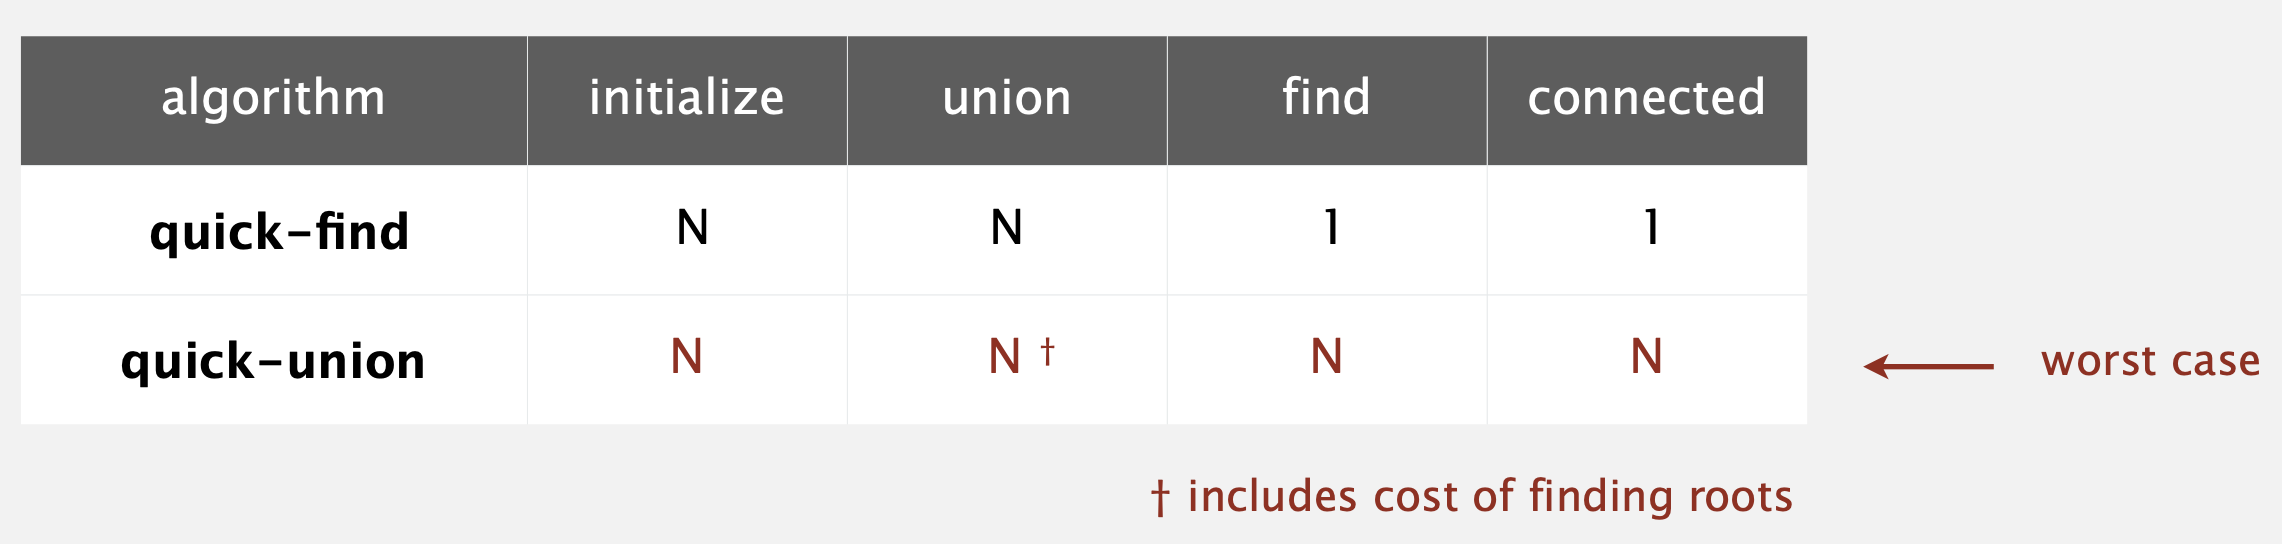 algorithm initialize union find connected
quick-find N N 1 1
quick-union N N † N N worst case
† includes cost of finding roots